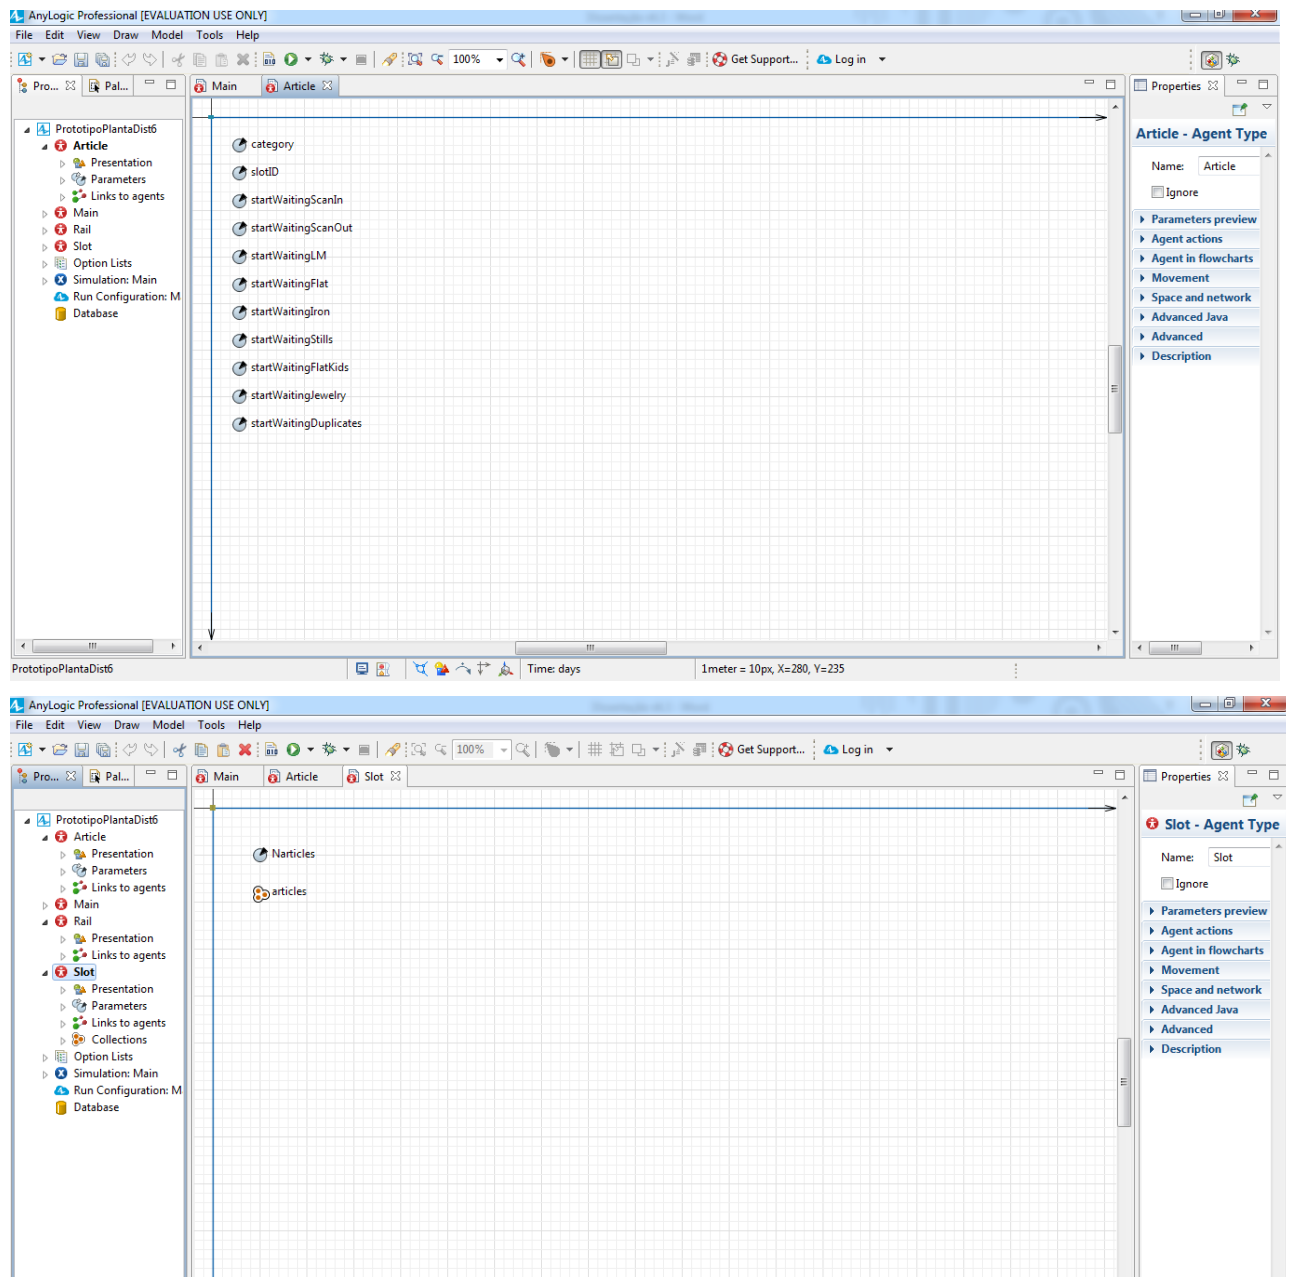 AnyLogic Professional [EVALUATION USE ONLY]
File Edit View Draw Model Tools Help
100% Get Support... Log in
Pro... Pal... Main Article Properties
PrototipoPlantaDist6
Article
Presentation
Parameters
Links to agents
Main
Rail
Slot
Option Lists
Simulation: Main
Run Configuration: M
Database
category
slotID
startWaitingScanIn
startWaitingScanOut
startWaitingLM
startWaitingFlat
startWaitingIron
startWaitingStills
startWaitingFlatKids
startWaitingJewelry
startWaitingDuplicates
Article - Agent Type
Name: Article
Ignore
Parameters preview
Agent actions
Agent in flowcharts
Movement
Space and network
Advanced Java
Advanced
Description
PrototipoPlantaDist6 Time: days 1meter = 10px, X=280, Y=235
AnyLogic Professional [EVALUATION USE ONLY]
File Edit View Draw Model Tools Help
100% Get Support... Log in
Pro... Pal... Main Article Slot Properties
PrototipoPlantaDist6
Article
Presentation
Parameters
Links to agents
Main
Rail
Presentation
Links to agents
Slot
Presentation
Parameters
Links to agents
Collections
Option Lists
Simulation: Main
Run Configuration: M
Database
Narticles
articles
Slot - Agent Type
Name: Slot
Ignore
Parameters preview
Agent actions
Agent in flowcharts
Movement
Space and network
Advanced Java
Advanced
Description